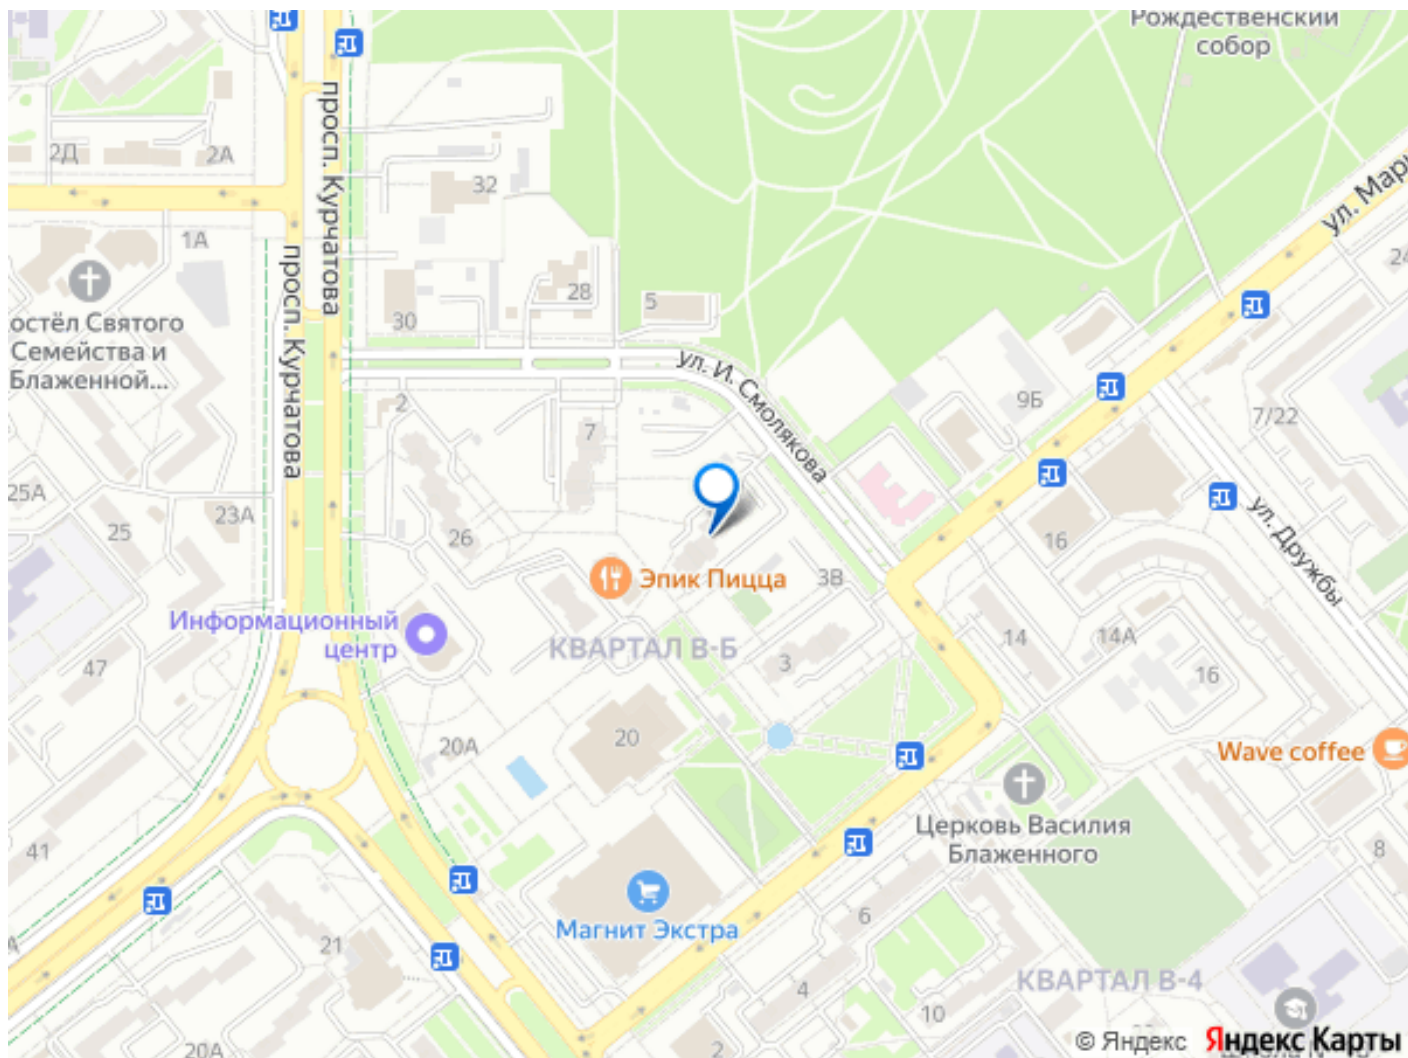 Рождественский
собор
2Д
2А
просп. Курчатова
32
ул. Мар
1А
просп. Курчатова
28
5
24
остёл Святого
Семейства и
Блаженной...
30
ул. И. Смолякова
2
7
9Б
7/22
25А
25
23А
26
16
ул. Дружбы
Эпик Пицца
3В
Информационный
центр
КВАРТАЛ В-Б
3
14
14А
16
47
20
20А
Wave coffee
Церковь Василия
Блаженного
41
8
Магнит Экстра
6
21
КВАРТАЛ В-4
4
10
2
20А
© Яндекс
Яндекс Карты